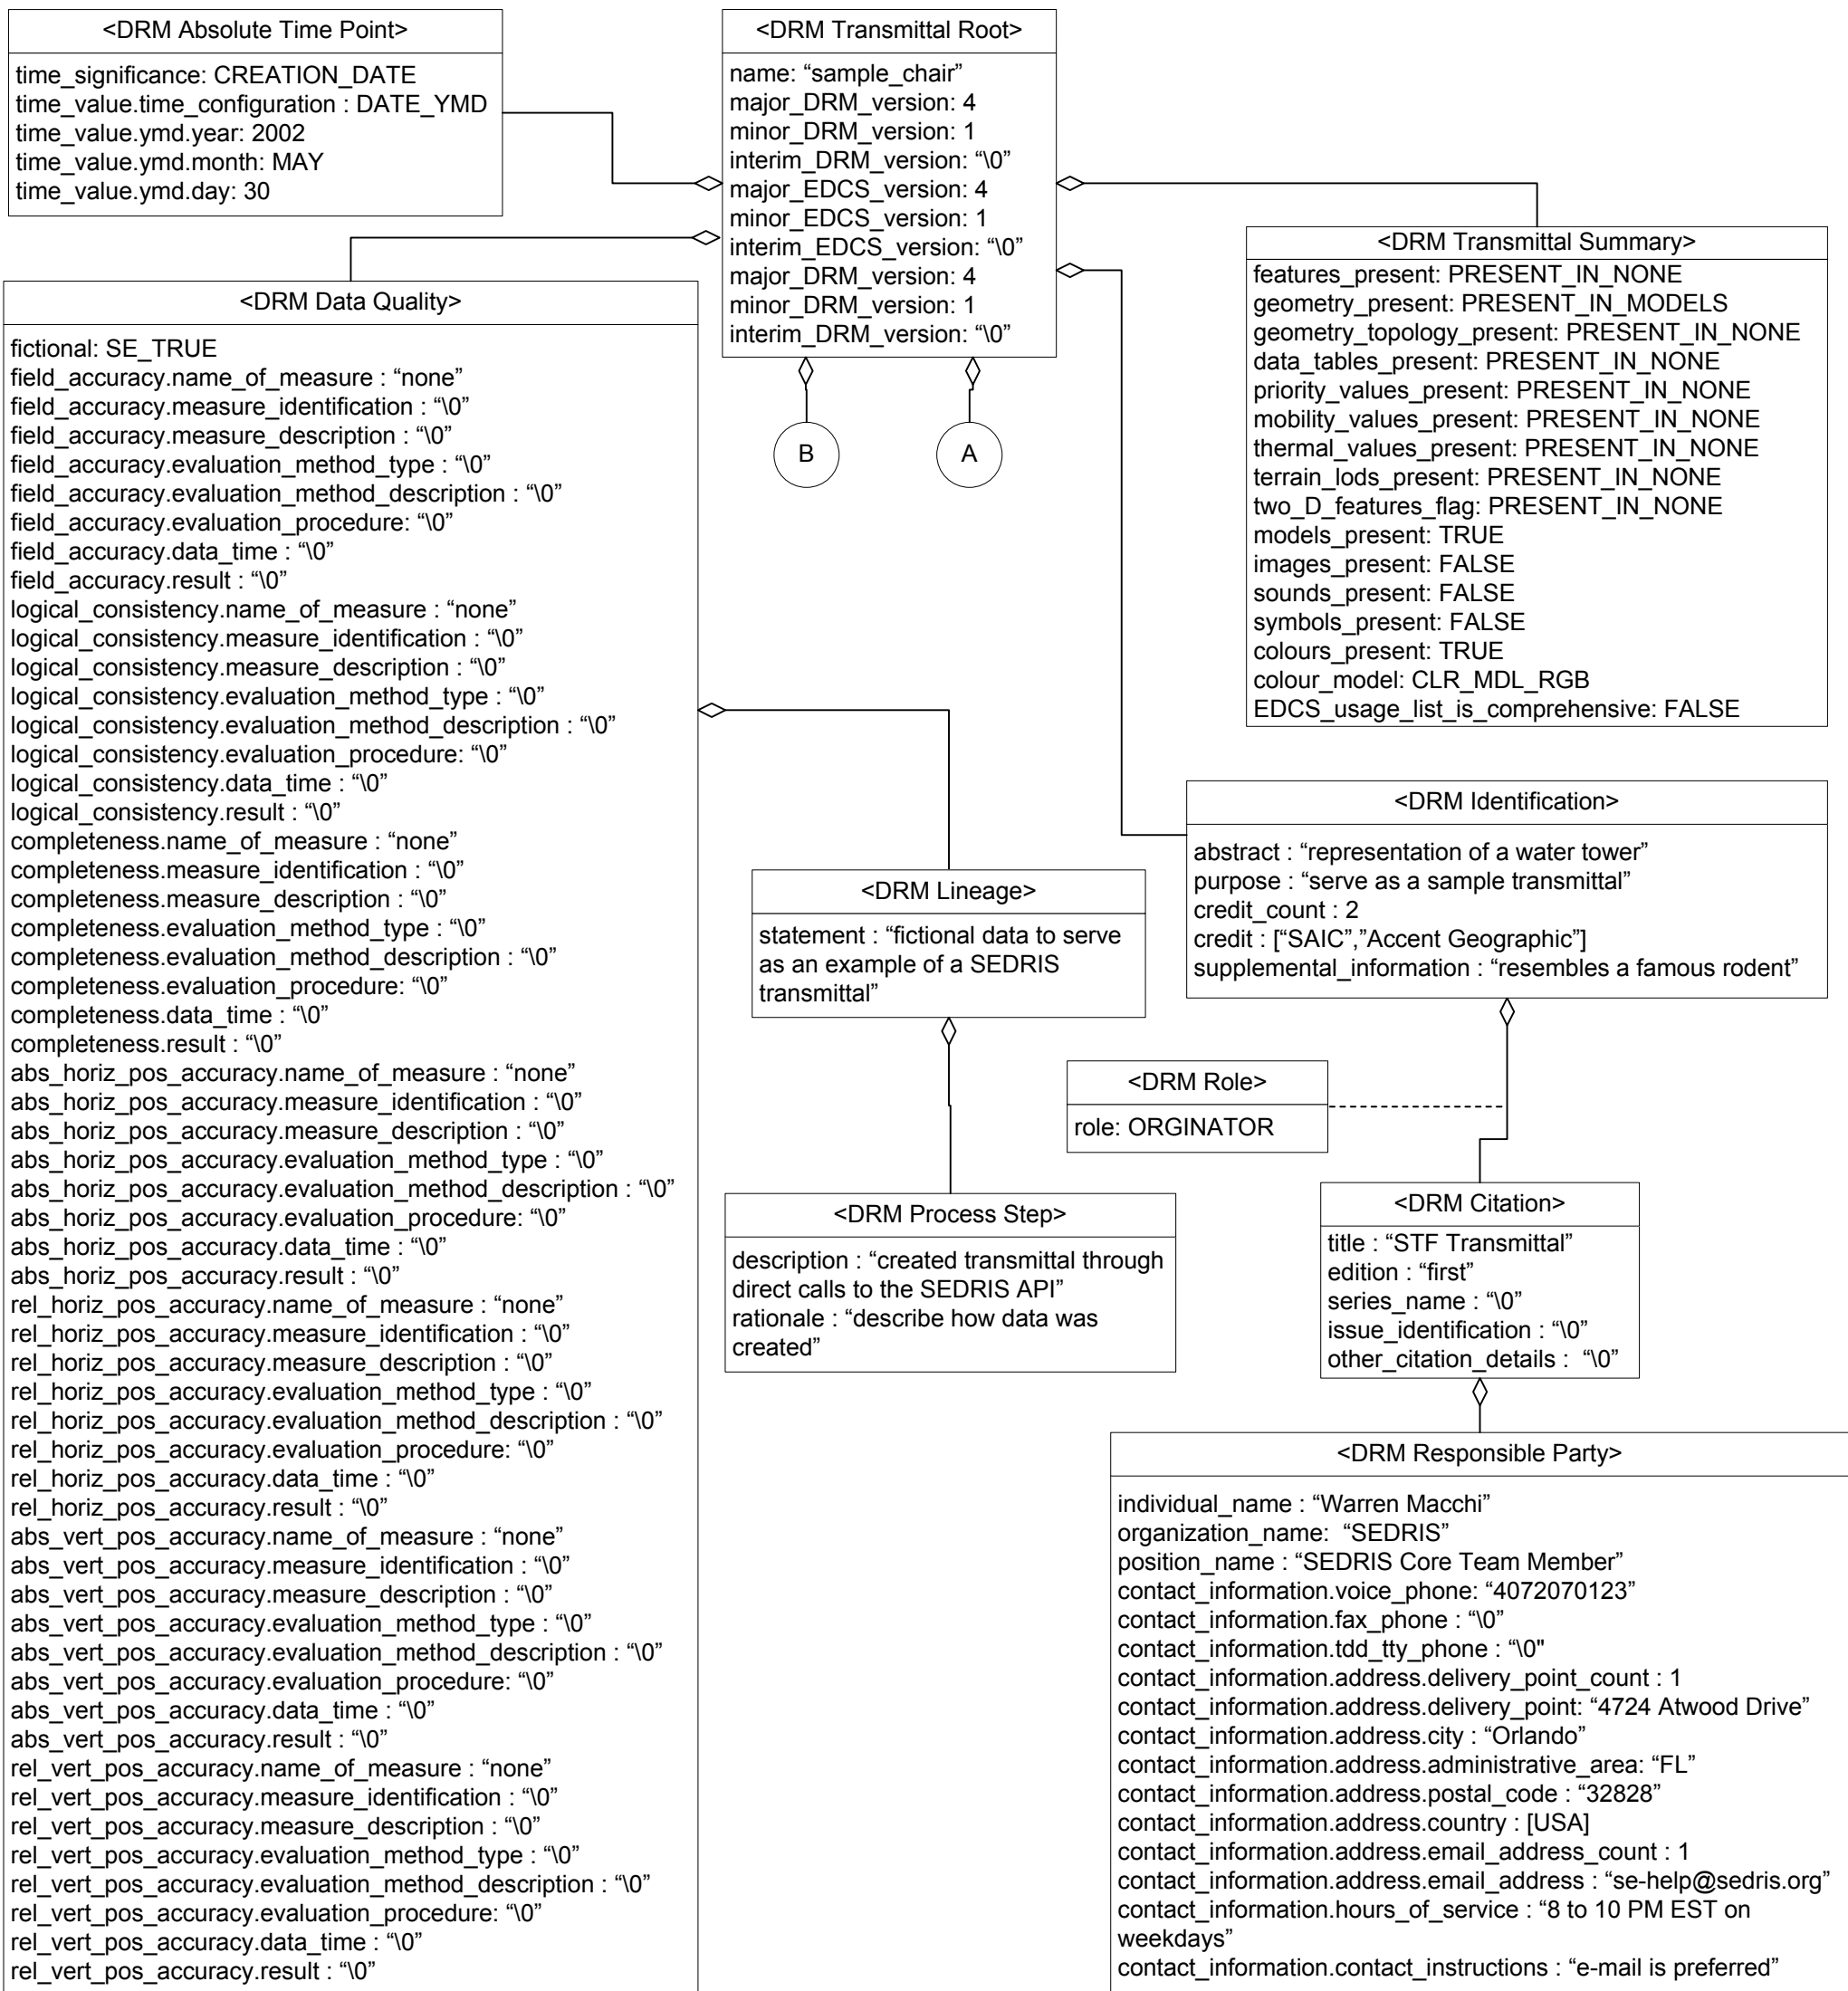 <DRM Absolute Time Point>
time_significance: CREATION_DATE
time_value.time_configuration : DATE_YMD
time_value.ymd.year: 2002
time_value.ymd.month: MAY
time_value.ymd.day: 30
<DRM Transmittal Root>
name: “sample_chair”
major_DRM_version: 4
minor_DRM_version: 1
interim_DRM_version: “\0”
major_EDCS_version: 4
minor_EDCS_version: 1
interim_EDCS_version: “\0”
major_DRM_version: 4
minor_DRM_version: 1
interim_DRM_version: “\0”
B
A
<DRM Transmittal Summary>
features_present: PRESENT_IN_NONE
geometry_present: PRESENT_IN_MODELS
geometry_topology_present: PRESENT_IN_NONE
data_tables_present: PRESENT_IN_NONE
priority_values_present: PRESENT_IN_NONE
mobility_values_present: PRESENT_IN_NONE
thermal_values_present: PRESENT_IN_NONE
terrain_lods_present: PRESENT_IN_NONE
two_D_features_flag: PRESENT_IN_NONE
models_present: TRUE
images_present: FALSE
sounds_present: FALSE
symbols_present: FALSE
colours_present: TRUE
colour_model: CLR_MDL_RGB
EDCS_usage_list_is_comprehensive: FALSE
<DRM Data Quality>
fictional: SE_TRUE
field_accuracy.name_of_measure : “none”
field_accuracy.measure_identification : “\0”
field_accuracy.measure_description : “\0”
field_accuracy.evaluation_method_type : “\0”
field_accuracy.evaluation_method_description : “\0”
field_accuracy.evaluation_procedure: “\0”
field_accuracy.data_time : “\0”
field_accuracy.result : “\0”
logical_consistency.name_of_measure : “none”
logical_consistency.measure_identification : “\0”
logical_consistency.measure_description : “\0”
logical_consistency.evaluation_method_type : “\0”
logical_consistency.evaluation_method_description : “\0”
logical_consistency.evaluation_procedure: “\0”
logical_consistency.data_time : “\0”
logical_consistency.result : “\0”
completeness.name_of_measure : “none”
completeness.measure_identification : “\0”
completeness.measure_description : “\0”
completeness.evaluation_method_type : “\0”
completeness.evaluation_method_description : “\0”
completeness.evaluation_procedure: “\0”
completeness.data_time : “\0”
completeness.result : “\0”
abs_horiz_pos_accuracy.name_of_measure : “none”
abs_horiz_pos_accuracy.measure_identification : “\0”
abs_horiz_pos_accuracy.measure_description : “\0”
abs_horiz_pos_accuracy.evaluation_method_type : “\0”
abs_horiz_pos_accuracy.evaluation_method_description : “\0”
abs_horiz_pos_accuracy.evaluation_procedure: “\0”
abs_horiz_pos_accuracy.data_time : “\0”
abs_horiz_pos_accuracy.result : “\0”
rel_horiz_pos_accuracy.name_of_measure : “none”
rel_horiz_pos_accuracy.measure_identification : “\0”
rel_horiz_pos_accuracy.measure_description : “\0”
rel_horiz_pos_accuracy.evaluation_method_type : “\0”
rel_horiz_pos_accuracy.evaluation_method_description : “\0”
rel_horiz_pos_accuracy.evaluation_procedure: “\0”
rel_horiz_pos_accuracy.data_time : “\0”
rel_horiz_pos_accuracy.result : “\0”
abs_vert_pos_accuracy.name_of_measure : “none”
abs_vert_pos_accuracy.measure_identification : “\0”
abs_vert_pos_accuracy.measure_description : “\0”
abs_vert_pos_accuracy.evaluation_method_type : “\0”
abs_vert_pos_accuracy.evaluation_method_description : “\0”
abs_vert_pos_accuracy.evaluation_procedure: “\0”
abs_vert_pos_accuracy.data_time : “\0”
abs_vert_pos_accuracy.result : “\0”
rel_vert_pos_accuracy.name_of_measure : “none”
rel_vert_pos_accuracy.measure_identification : “\0”
rel_vert_pos_accuracy.measure_description : “\0”
rel_vert_pos_accuracy.evaluation_method_type : “\0”
rel_vert_pos_accuracy.evaluation_method_description : “\0”
rel_vert_pos_accuracy.evaluation_procedure: “\0”
rel_vert_pos_accuracy.data_time : “\0”
rel_vert_pos_accuracy.result : “\0”
<DRM Identification>
abstract : “representation of a water tower”
purpose : “serve as a sample transmittal”
credit_count : 2
credit : [“SAIC”,”Accent Geographic”]
supplemental_information : “resembles a famous rodent”
<DRM Lineage>
statement : “fictional data to serve
as an example of a SEDRIS
transmittal”
<DRM Role>
role: ORGINATOR
<DRM Process Step>
description : “created transmittal through
direct calls to the SEDRIS API”
rationale : “describe how data was
created”
<DRM Citation>
title : “STF Transmittal”
edition : “first”
series_name : “\0”
issue_identification : “\0”
other_citation_details :  “\0”
<DRM Responsible Party>
individual_name : “Warren Macchi”
organization_name:  “SEDRIS”
position_name : “SEDRIS Core Team Member”
contact_information.voice_phone: “4072070123”
contact_information.fax_phone : “\0”
contact_information.tdd_tty_phone : “\0"
contact_information.address.delivery_point_count : 1
contact_information.address.delivery_point: “4724 Atwood Drive”
contact_information.address.city : “Orlando”
contact_information.address.administrative_area: “FL”
contact_information.address.postal_code : “32828”
contact_information.address.country : [USA]
contact_information.address.email_address_count : 1
contact_information.address.email_address : “se-help@sedris.org”
contact_information.hours_of_service : “8 to 10 PM EST on
weekdays”
contact_information.contact_instructions : “e-mail is preferred”